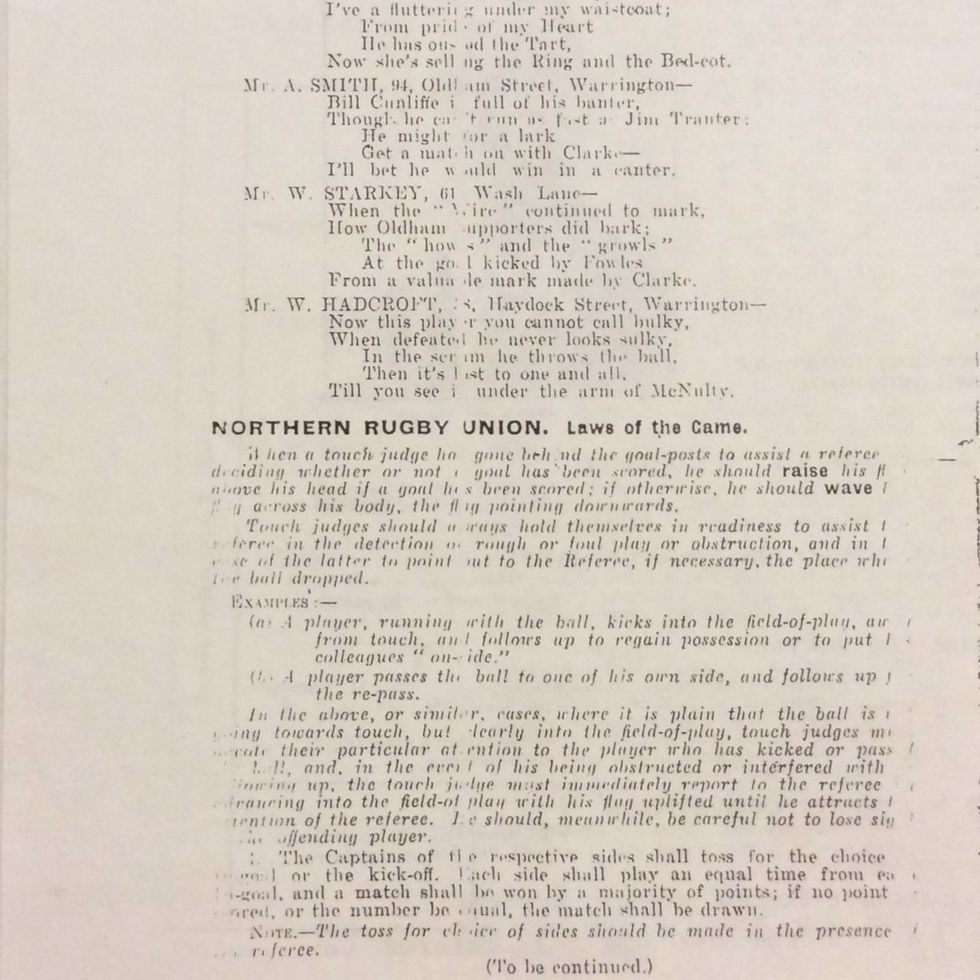 I've a fluttering under my waistcoat;
From pride of my Heart
He has ousted the Tart,
Now she's selling the Ring and the Bed-cot.
Mr. A. SMITH, 94, Oldham Street, Warrington—
Bill Cunliffe is full of his banter,
Though he can't run as fast as Jim Tranter;
He might for a lark
Get a match on with Clarke—
I'll bet he would win in a canter.
Mr. W. STARKEY, 61 Wash Lane—
When the "Wire" continued to mark,
How Oldham supporters did bark;
The "howls" and the "growls"
At the goal kicked by Fowles
From a valuable mark made by Clarke.
Mr. W. HADCROFT, Haydock Street, Warrington—
Now this player you cannot call bulky,
When defeated he never looks sulky,
In the scrum he throws the ball,
Then it's lost to one and all,
Till you see it under the arm of McNulty.
NORTHERN RUGBY UNION. Laws of the Game.
When a touch judge has gone behind the goal-posts to assist a referee
deciding whether or not a goal has been scored, he should raise his fl
above his head if a goal has been scored; if otherwise, he should wave
flag across his body, the flag pointing downwards.
Touch judges should always hold themselves in readiness to assist t
referee in the detection of rough or foul play or obstruction, and in t
case of the latter to point out to the Referee, if necessary, the place whe
the ball dropped.
EXAMPLES:—
(a) A player, running with the ball, kicks into the field-of-play, aw
from touch, and follows up to regain possession or to put
colleagues "on-side."
(b) A player passes the ball to one of his own side, and follows up
the re-pass.
In the above, or similar, cases, where it is plain that the ball is
going towards touch, but clearly into the field-of-play, touch judges mu
devote their particular attention to the player who has kicked or pass
ball, and, in the event of his being obstructed or interfered with
following up, the touch judge must immediately report to the referee
advancing into the field-of play with his flag uplifted until he attracts t
attention of the referee. He should, meanwhile, be careful not to lose sig
the offending player.
The Captains of the respective sides shall toss for the choice
goal or the kick-off. Each side shall play an equal time from ea
in-goal, and a match shall be won by a majority of points; if no point
scored, or the number be equal, the match shall be drawn.
NOTE.—The toss for choice of sides should be made in the presence
referee.
(To be continued.)